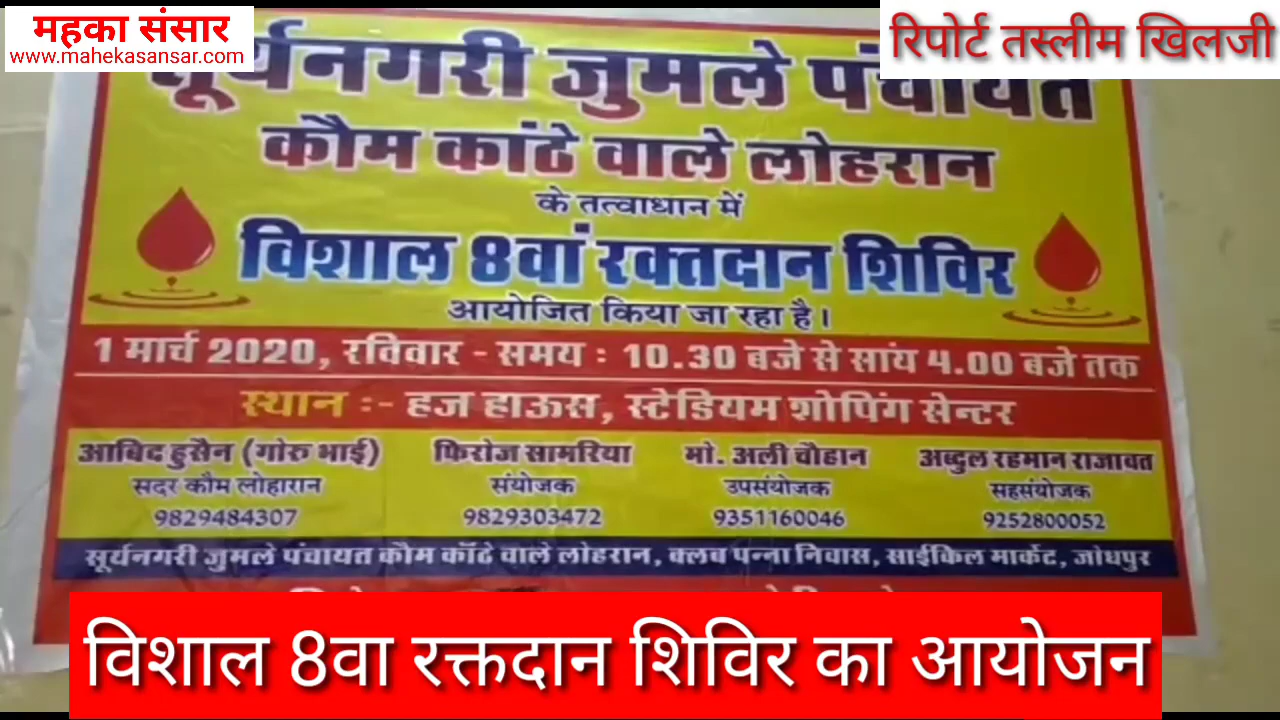 महका संसार
www.mahekasansar.com
रिपोर्ट तस्लीम खिलजी
सूर्यनगरी जुमले पंचायत
कौम कांठे वाले लोहरान
के तत्वाधान में
विशाल 8वां रक्तदान शिविर
आयोजित किया जा रहा है।
1 मार्च 2020, रविवार - समय : 10.30 बजे से सांय 4.00 बजे तक
स्थान :- हज हाऊस, स्टेडियम शोपिंग सेन्टर
आबिद हुसैन (गोरु भाई) फिरोज सामरिया मो. अली चौहान अब्दुल रहमान राजावत
सदर कौम लोहारान संयोजक उपसंयोजक सहसंयोजक
9829484307 9829303472 9351160046 9252800052
सूर्यनगरी जुमले पंचायत कौम कॉठे वाले लोहरान, क्लब पन्ना निवास, साईकिल मार्केट, जोधपुर
विशाल 8वा रक्तदान शिविर का आयोजन